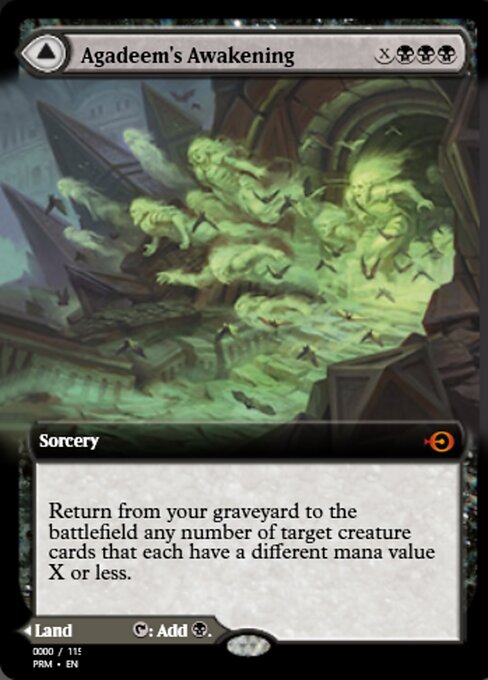 Agadeem's Awakening X
Sorcery
Return from your graveyard to the
battlefield any number of target creature
cards that each have a different mana value
X or less.
Land : Add .
0000 / 115
PRM • EN